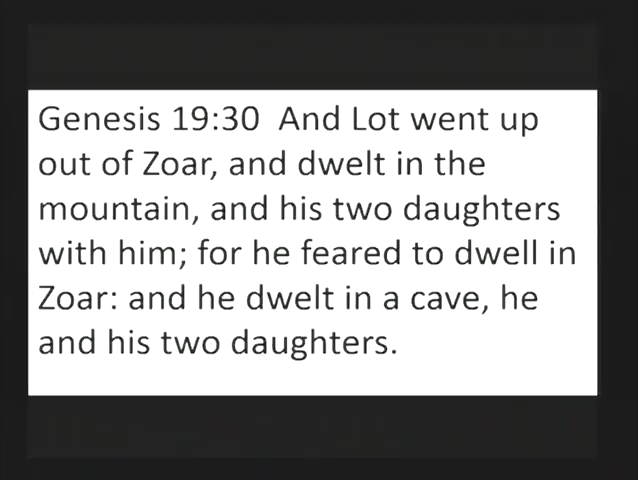 Genesis 19:30  And Lot went up
out of Zoar, and dwelt in the
mountain, and his two daughters
with him; for he feared to dwell in
Zoar: and he dwelt in a cave, he
and his two daughters.